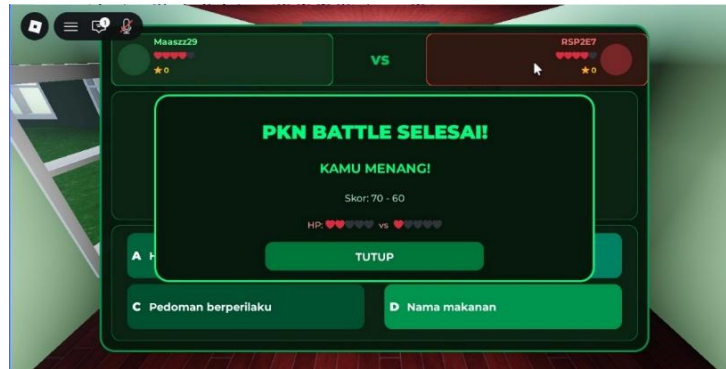 Maaszz29
★0
VS
RSP2E7
★0
PKN BATTLE SELESAI!
KAMU MENANG!
Skor: 70 - 60
HP: ❤❤🖤🖤🖤 vs ❤🖤🖤🖤🖤
TUTUP
A H
C Pedoman berperilaku
D Nama makanan